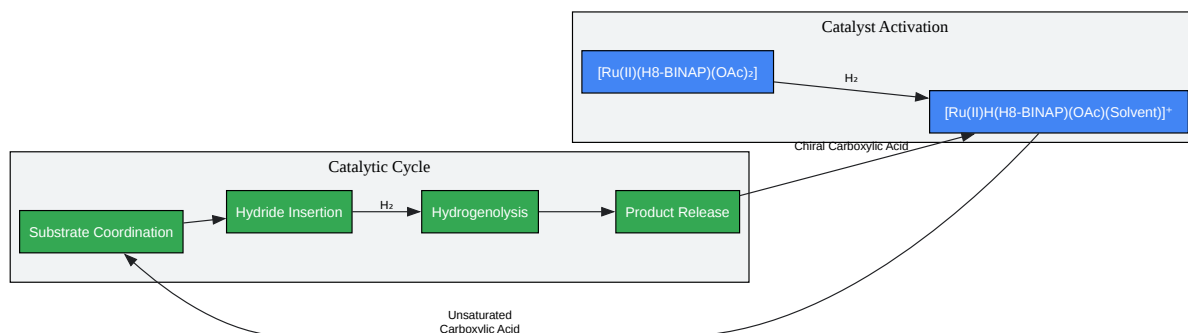 Catalyst Activation
[Ru(II)(H8-BINAP)(OAc)₂]
H₂
[Ru(II)H(H8-BINAP)(OAc)(Solvent)]⁺
Chiral Carboxylic Acid
Catalytic Cycle
Substrate Coordination
Hydride Insertion
H₂
Hydrogenolysis
Product Release
Unsaturated
Carboxylic Acid